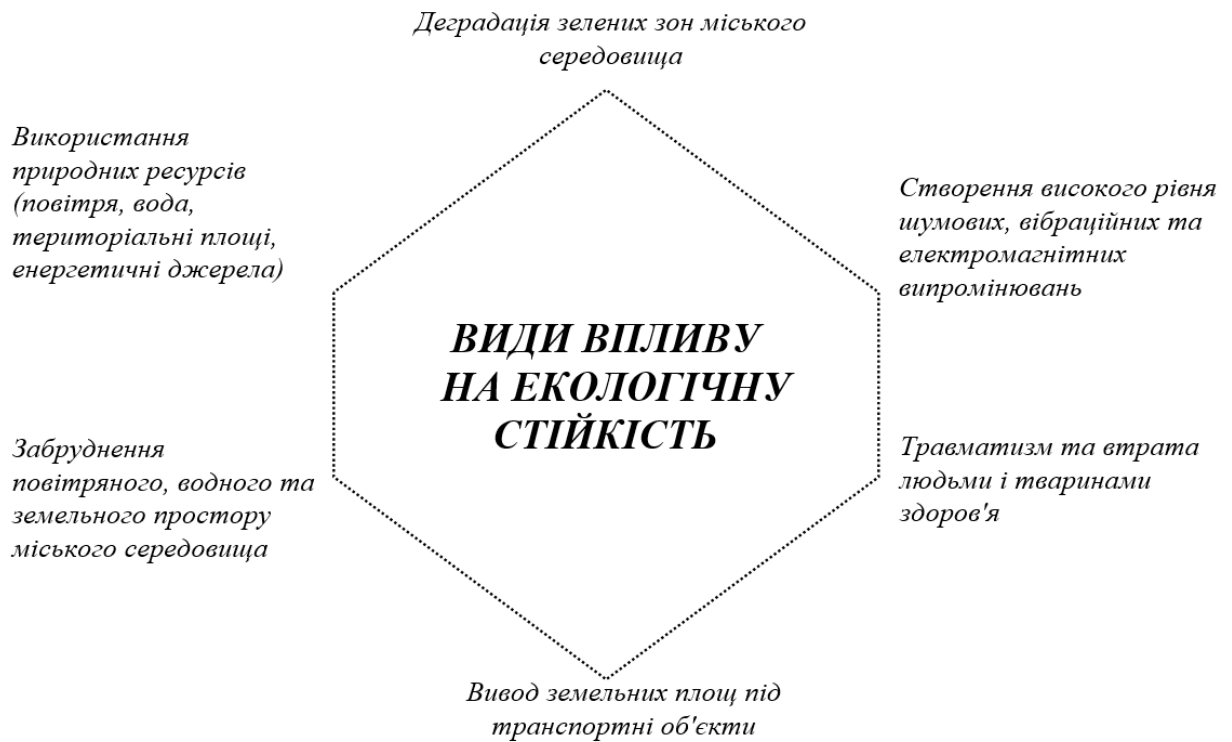 Деградація зелених зон міського
середовища
Використання
природних ресурсів
(повітря, вода,
територіальні площі,
енергетичні джерела)
Створення високого рівня
шумових, вібраційних та
електромагнітних
випромінювань
ВИДИ ВПЛИВУ
НА ЕКОЛОГІЧНУ
СТІЙКІСТЬ
Забруднення
повітряного, водного та
земельного простору
міського середовища
Травматизм та втрата
людьми і тваринами
здоров'я
Вивод земельних площ під
транспортні об'єкти